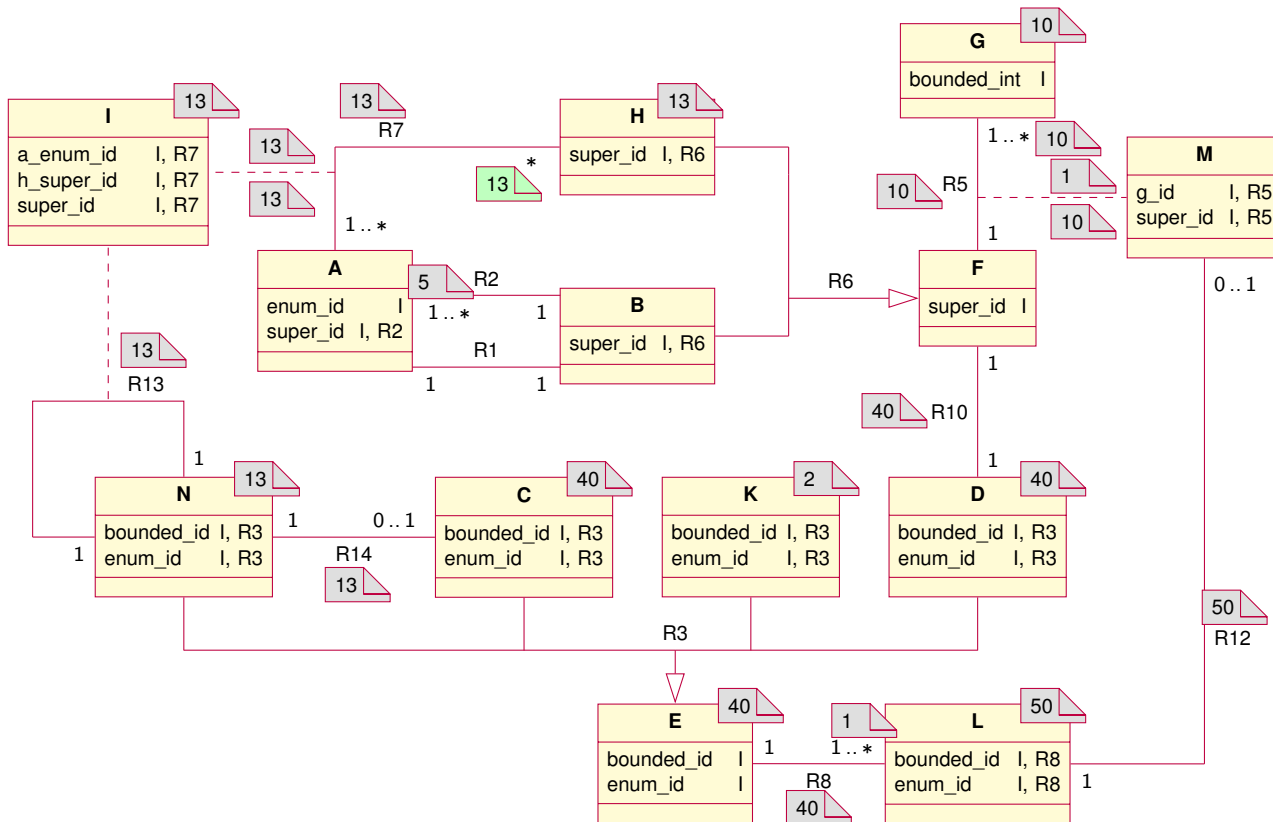 G
10
bounded_int I
1..*
10
I
13
a_enum_id I, R7
h_super_id I, R7
super_id I, R7
13
R7
13
13
H
13
super_id I, R6
*
13
1..*
M
g_id I, R5
super_id I, R5
1
10
10
R5
1
A
enum_id I
super_id I, R2
5
R2
1..*
1
R1
1
1
B
super_id I, R6
R6
F
super_id I
1
0..1
13
R13
40
R10
1
1
1
N
13
bounded_id I, R3
enum_id I, R3
1
0..1
R14
13
C
40
bounded_id I, R3
enum_id I, R3
K
2
bounded_id I, R3
enum_id I, R3
D
40
bounded_id I, R3
enum_id I, R3
R3
50
R12
E
40
bounded_id I
enum_id I
1
1
1..*
R8
40
L
50
bounded_id I, R8
enum_id I, R8
1